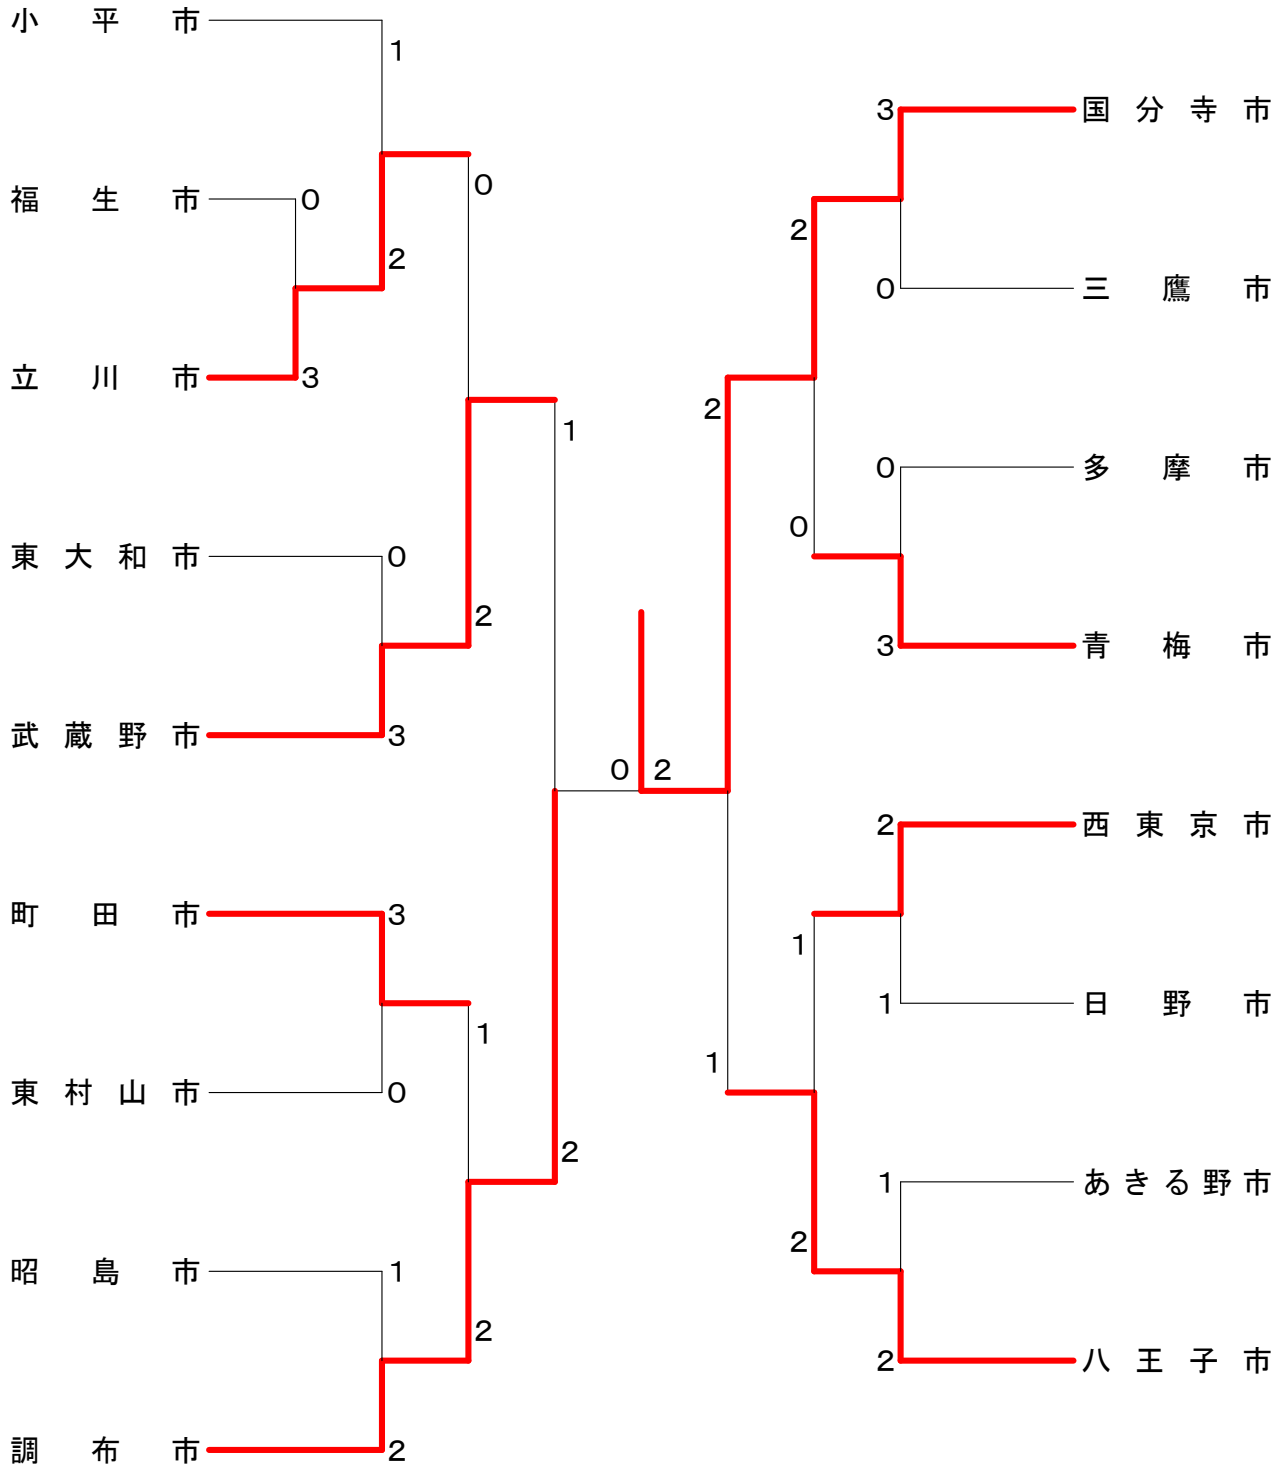 小平市
1
福生市
0
2
0
立川市
3
1
東大和市
0
2
武蔵野市
3
町田市
3
1
東村山市
0
2
昭島市
1
2
調布市
2
0 2
国分寺市
3
2
三鷹市
0
2
多摩市
0
0
青梅市
3
西東京市
2
1
日野市
1
1
あきる野市
1
2
八王子市
2